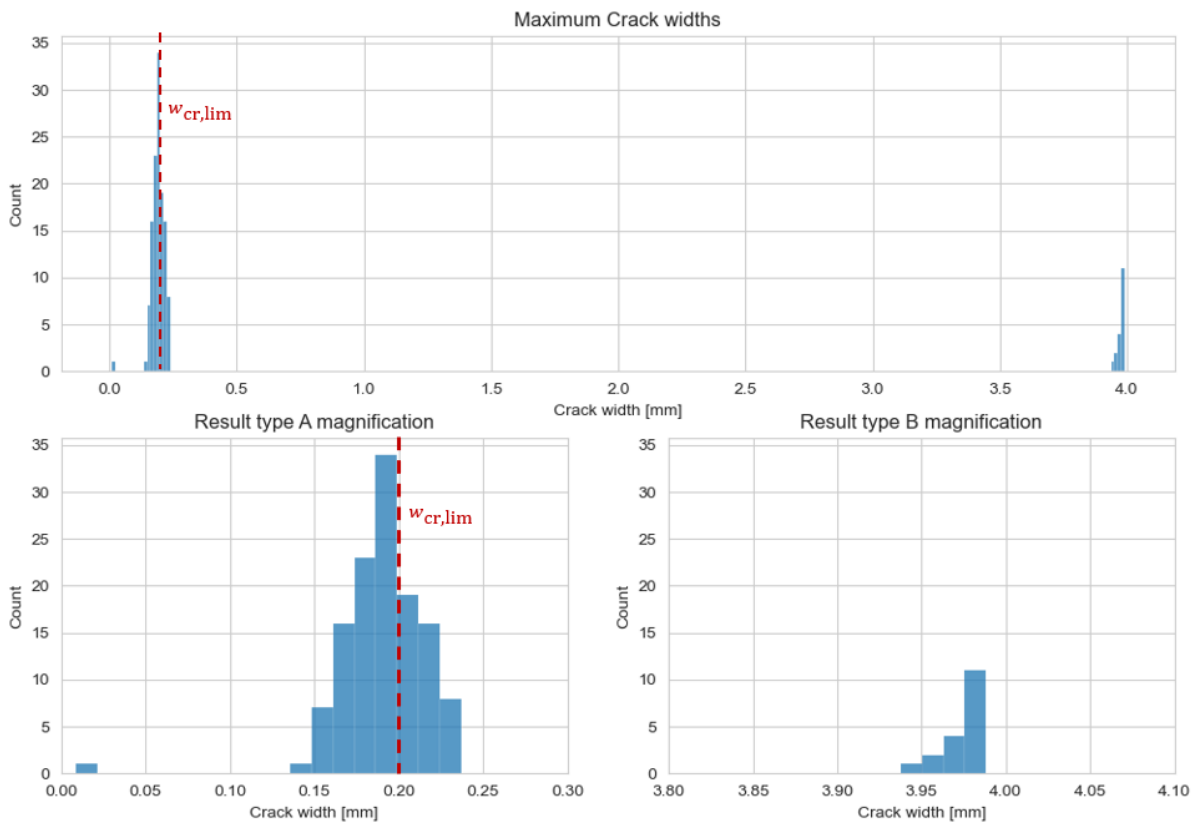 Maximum Crack widths
Count
35
30
25
20
15
10
5
0
w_cr,lim
0.0 0.5 1.0 1.5 2.0 2.5 3.0 3.5 4.0
Crack width [mm]
Result type A magnification
Count
35
30
25
20
15
10
5
0
w_cr,lim
0.00 0.05 0.10 0.15 0.20 0.25 0.30
Crack width [mm]
Result type B magnification
Count
35
30
25
20
15
10
5
0
3.80 3.85 3.90 3.95 4.00 4.05 4.10
Crack width [mm]